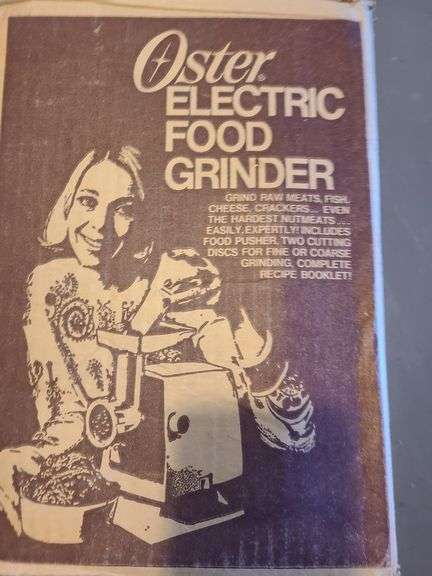 Oster®
ELECTRIC
FOOD
GRINDER
GRIND RAW MEATS, FISH,
CHEESE, CRACKERS... EVEN
THE HARDEST NUTMEATS...
EASILY, EXPERTLY! INCLUDES
FOOD PUSHER, TWO CUTTING
DISCS FOR FINE OR COARSE
GRINDING, COMPLETE
RECIPE BOOKLET!